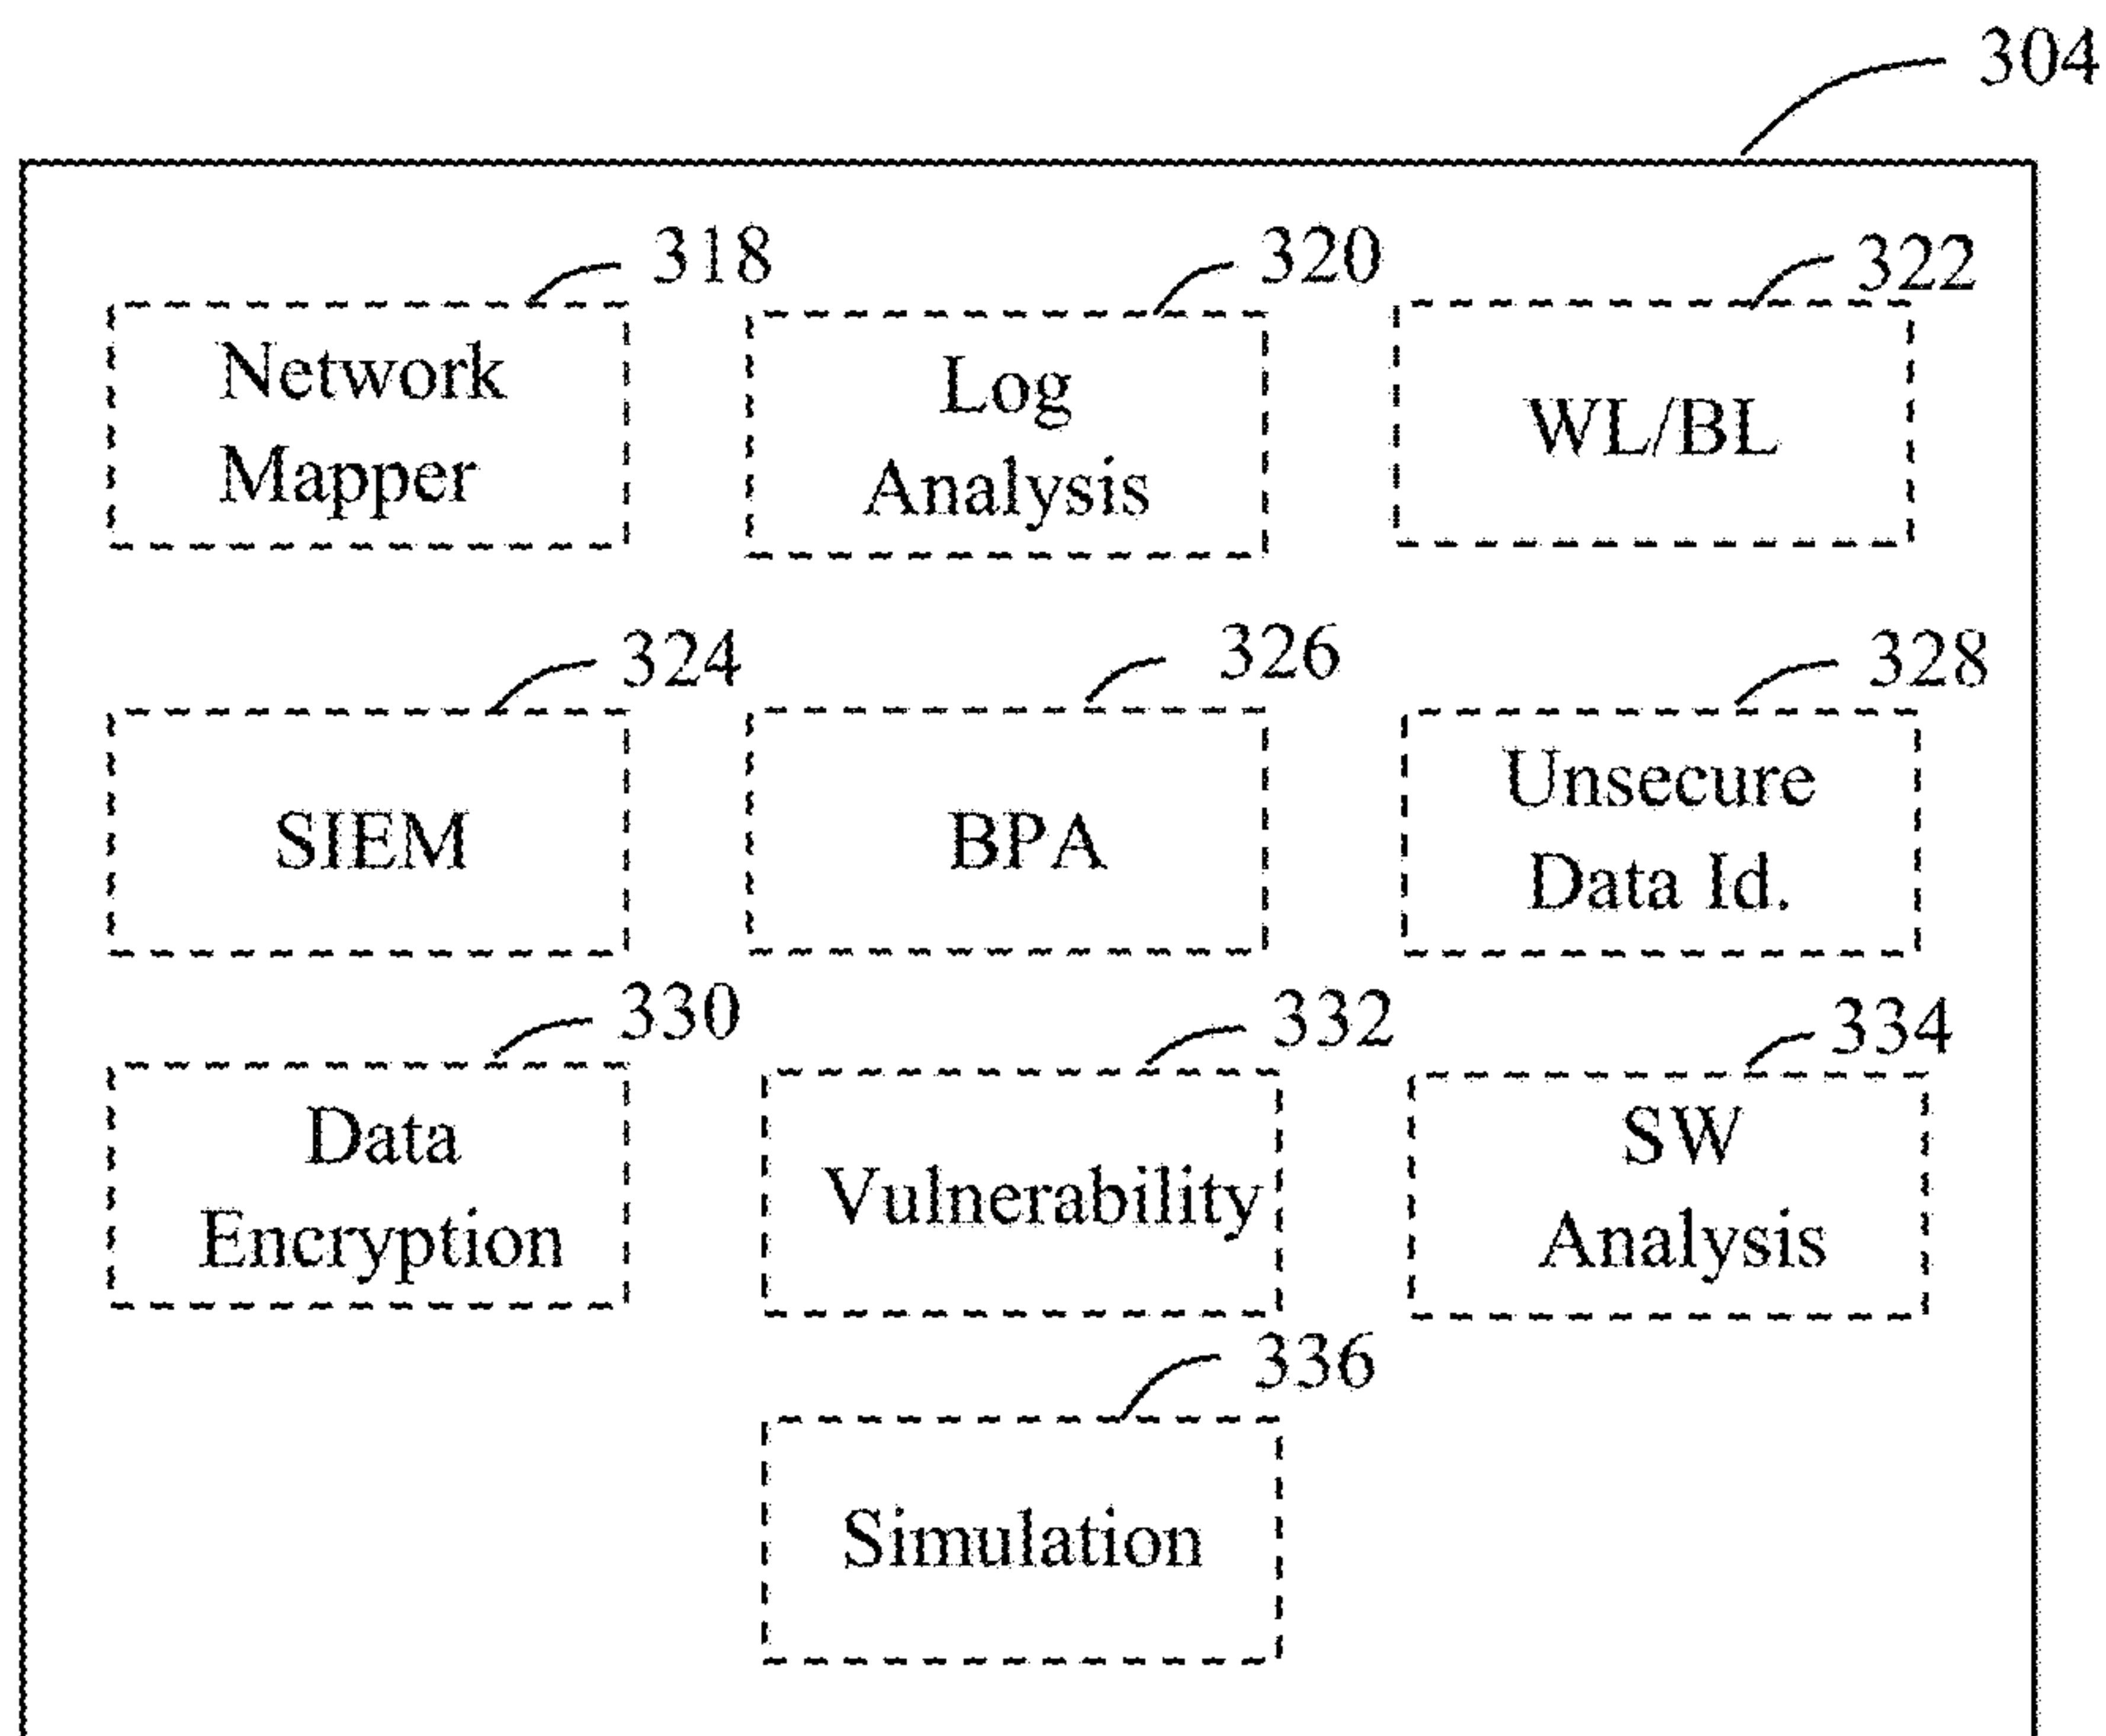 304
318
Network
Mapper
320
Log
Analysis
322
WL/BL
324
SIEM
326
BPA
328
Unsecure
Data Id.
330
Data
Encryption
332
Vulnerability
334
SW
Analysis
336
Simulation